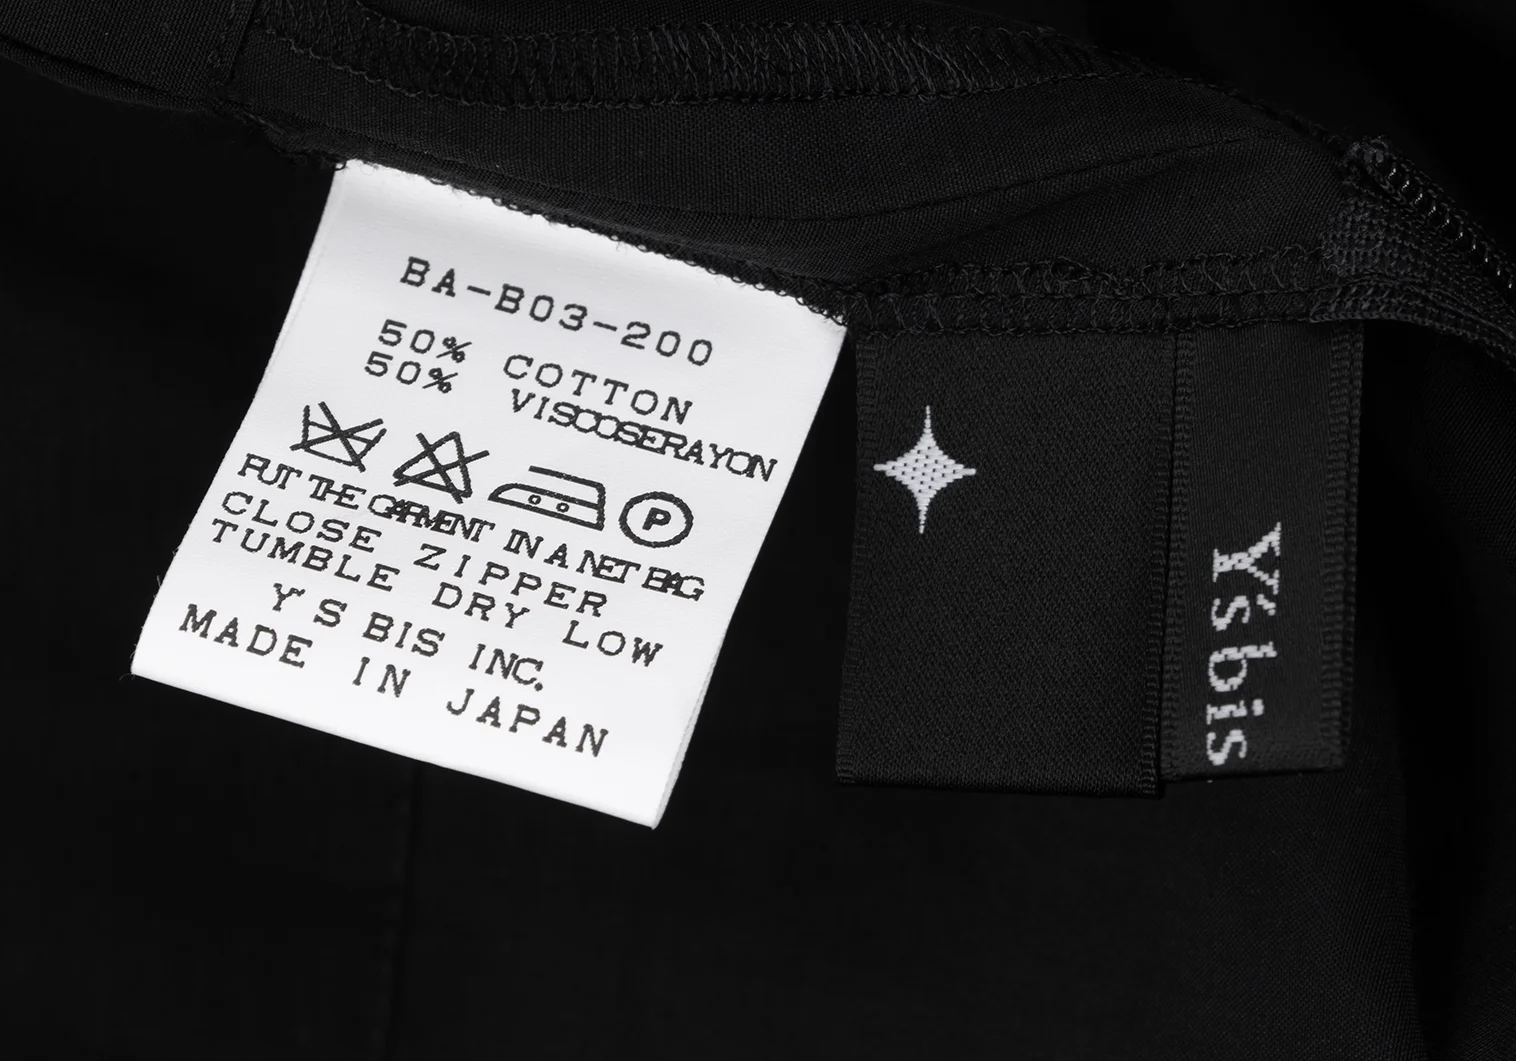 BA-B03-200
50% COTTON
50% VISCOSERAYON
P
PUT THE GARMENT IN A NET BAG
CLOSE ZIPPER
TUMBLE DRY LOW
Y'S BIS INC.
MADE IN JAPAN
Y's bis